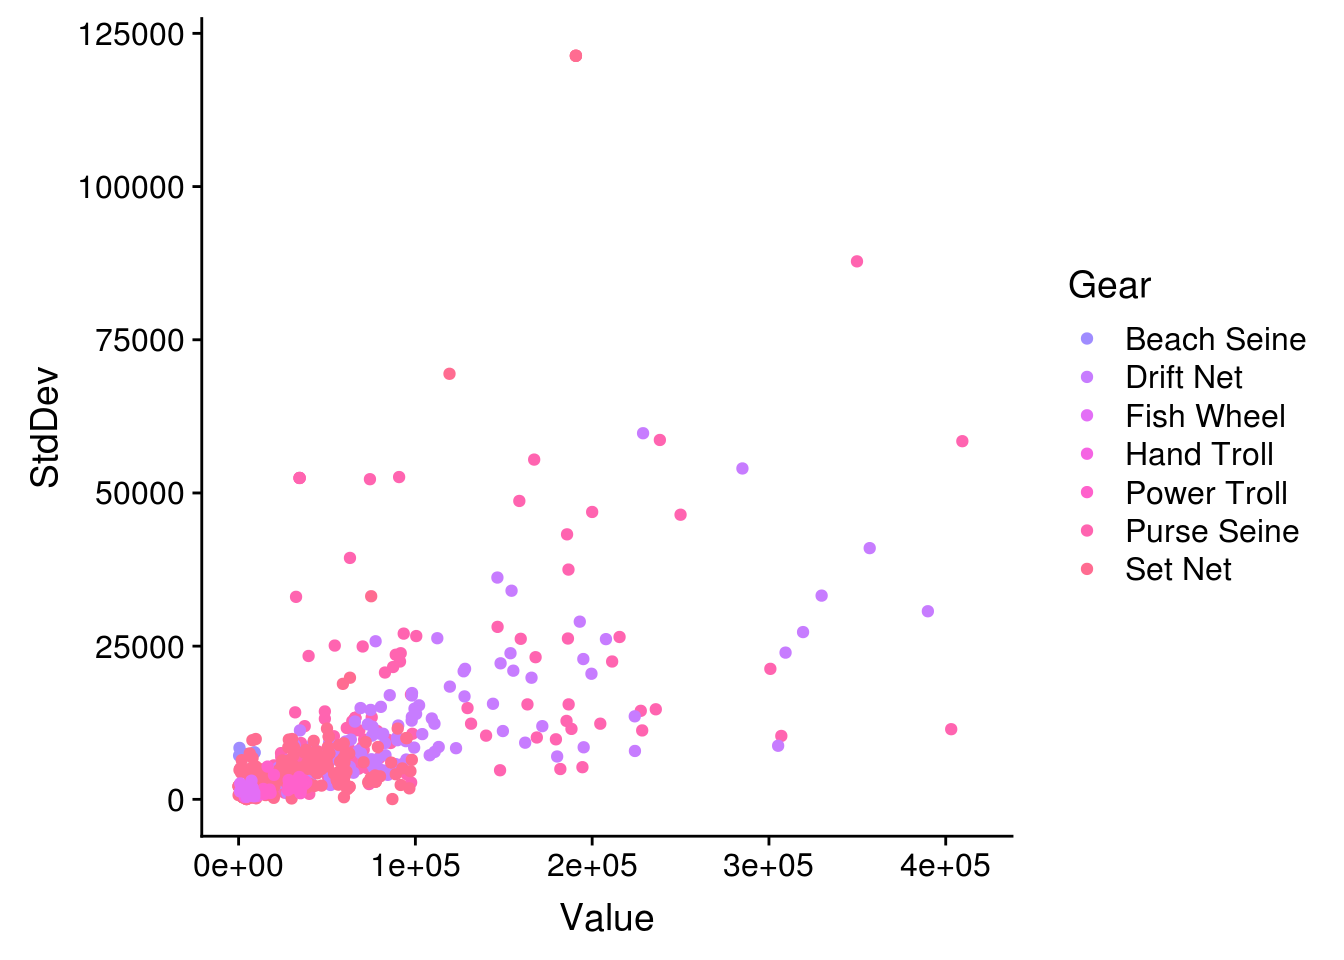 125000
100000
75000
50000
25000
0
StdDev
0e+00 1e+05 2e+05 3e+05 4e+05
Value
Gear
Beach Seine
Drift Net
Fish Wheel
Hand Troll
Power Troll
Purse Seine
Set Net